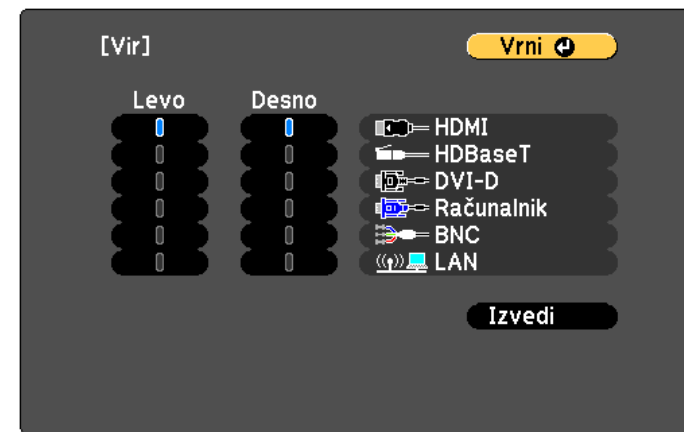 [Vir]
Vrni
Levo Desno
HDMI
HDBaseT
DVI-D
Računalnik
BNC
LAN
Izvedi